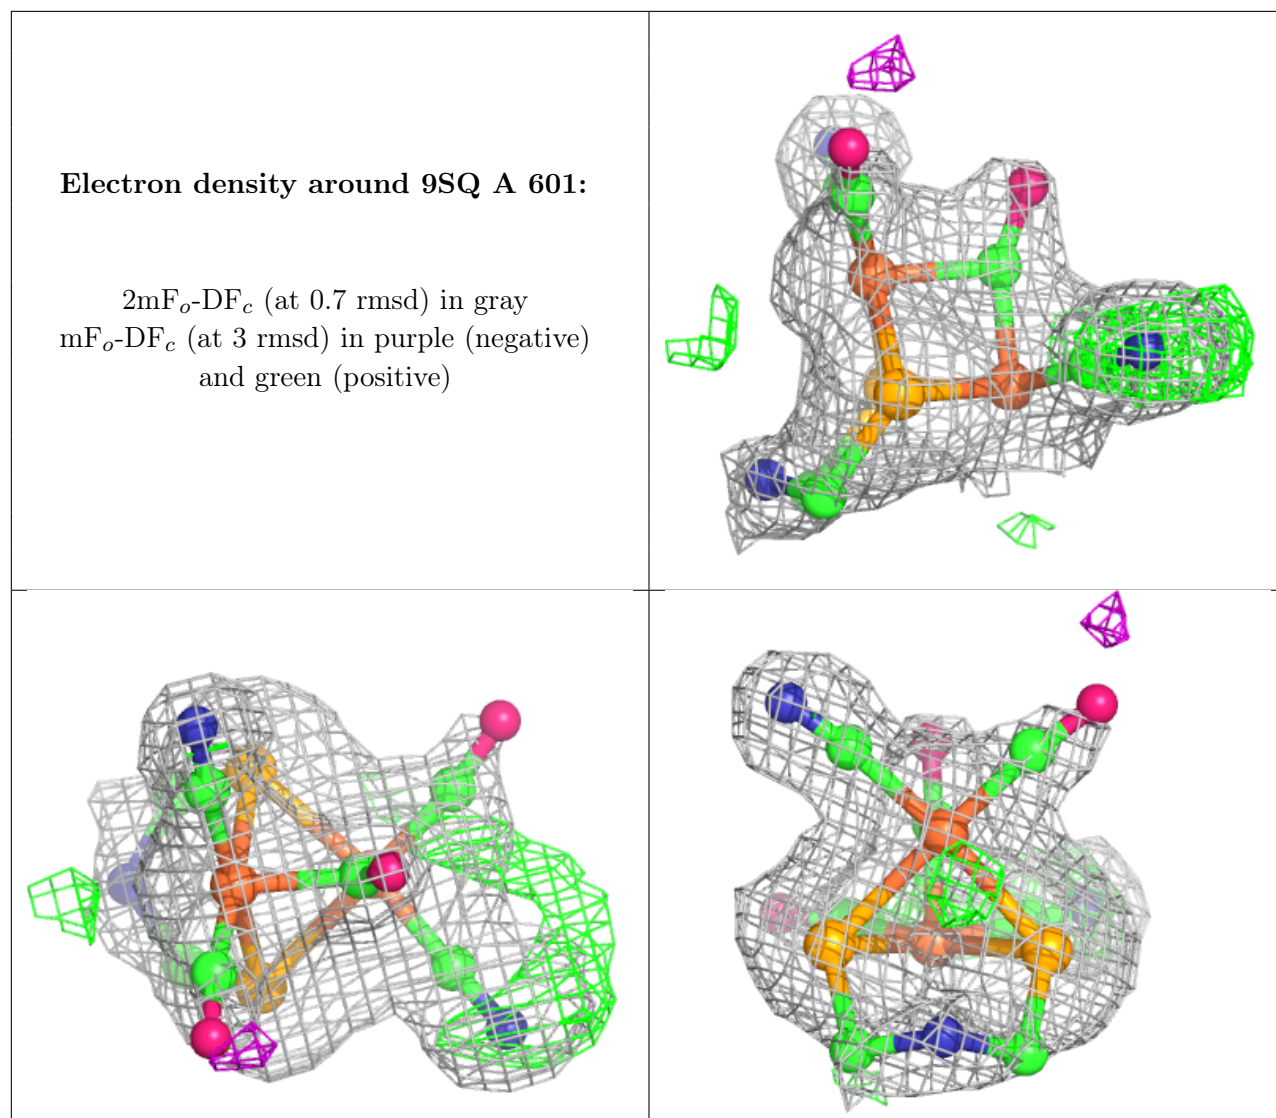 Electron density around 9SQ A 601:
2mFo-DFc (at 0.7 rmsd) in gray
mFo-DFc (at 3 rmsd) in purple (negative)
and green (positive)